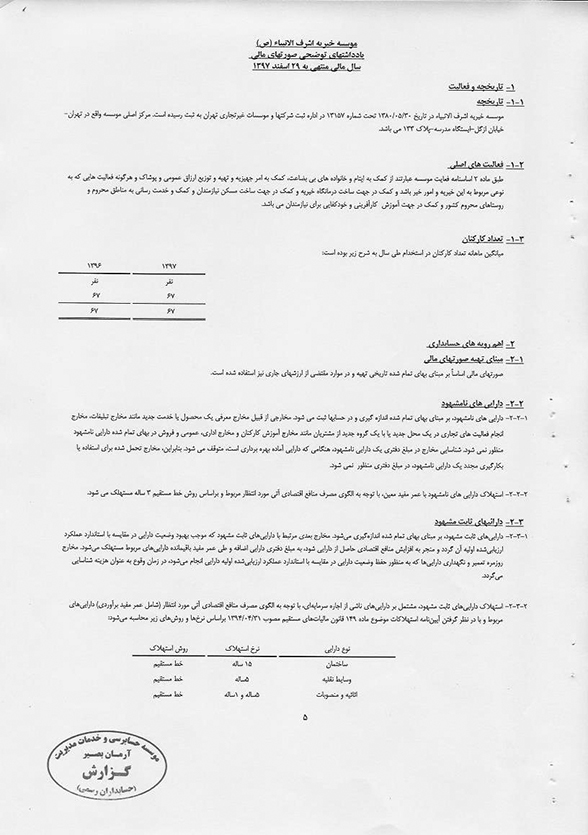 موسسه خیریه اشرف الانبیاء (ص)
یادداشتهای توضیحی صورتهای مالی
سال مالی منتهی به ۲۹ اسفند ۱۳۹۷
۱- تاریخچه و فعالیت
۱-۱- تاریخچه
موسسه خیریه اشرف الانبیاء در تاریخ ۱۳۸۰/۰۵/۳۰ تحت شماره ۱۳۱۵۷ در اداره ثبت شرکتها و موسسات غیرتجاری تهران به ثبت رسیده است. مرکز اصلی موسسه واقع در تهران-
خیابان ازگل-ایستگاه مدرسه-پلاک ۱۳۳ می باشد.
۱-۲- فعالیت های اصلی
طبق ماده ۲ اساسنامه فعایت موسسه عبارتند از کمک به ایتام و خانواده های بی بضاعت، کمک به امر جهیزیه و تهیه و توزیع ارزاق عمومی و پوشاک و هرگونه فعالیت هایی که به
نوعی مربوط به این خیریه و امور خیر باشد و کمک در جهت ساخت درمانگاه خیریه و کمک در جهت ساخت مسکن نیازمندان و کمک و خدمت رسانی به مناطق محروم و
روستاهای محروم کشور و کمک در جهت آموزش کارآفرینی و خودکفایی برای نیازمندان می باشد.
۱-۳- تعداد کارکنان
میانگین ماهانه تعداد کارکنان در استخدام طی سال به شرح زیر بوده است:
۱۳۹۷ ۱۳۹۶
نفر نفر
۶۷ ۶۷
۶۷ ۶۷
۲- اهم رویه های حسابداری
۲-۱- مبنای تهیه صورتهای مالی
صورتهای مالی اساساً بر مبنای بهای تمام شده تاریخی تهیه و در موارد مقتضی از ارزشهای جاری نیز استفاده شده است.
۲-۲- دارایی های نامشهود
۲-۲-۱- دارایی های نامشهود، بر مبنای بهای تمام شده اندازه گیری و در حسابها ثبت می شود. مخارجی از قبیل مخارج معرفی یک محصول یا خدمت جدید مانند مخارج تبلیغات، مخارج
انجام فعالیت های تجاری در یک محل جدید یا با یک گروه جدید از مشتریان مانند مخارج آموزش کارکنان و مخارج اداری، عمومی و فروش در بهای تمام شده دارایی نامشهود
منظور نمی شود. شناسایی مخارج در مبلغ دفتری یک دارایی نامشهود، هنگامی که دارایی آماده بهره برداری است، متوقف می شود. بنابراین، مخارج تحمل شده برای استفاده یا
بکارگیری مجدد یک دارایی نامشهود، در مبلغ دفتری منظور نمی شود.
۲-۲-۲- استهلاک دارایی های نامشهود با عمر مفید معین، با توجه به الگوی مصرف منافع اقتصادی آتی مورد انتظار مربوط و براساس روش خط مستقیم ۳ ساله مستهلک می شود.
۲-۳- دارائیهای ثابت مشهود
۲-۳-۱- دارایی‌های ثابت مشهود، بر مبنای بهای تمام شده اندازه‌گیری می‌شود. مخارج بعدی مرتبط با دارایی‌های ثابت مشهود که موجب بهبود وضعیت دارایی در مقایسه با استاندارد عملکرد
ارزیابی‌شده اولیه آن گردد و منجر به افزایش منافع اقتصادی حاصل از دارایی شود، به مبلغ دفتری دارایی اضافه و طی عمر مفید باقیمانده دارایی‌های مربوط مستهلک می‌شود. مخارج
روزمره تعمیر و نگهداری دارایی‌ها که به منظور حفظ وضعیت دارایی در مقایسه با استاندارد عملکرد ارزیابی‌شده اولیه دارایی انجام می‌شود، در زمان وقوع به عنوان هزینه شناسایی
می‌گردد.
۲-۳-۲- استهلاک دارایی‌های ثابت مشهود، مشتمل بر دارایی‌های ناشی از اجاره سرمایه‌ای، با توجه به الگوی مصرف منافع اقتصادی آتی مورد انتظار (شامل عمر مفید برآوردی) دارایی‌های
مربوط و با در نظر گرفتن آیین‌نامه استهلاکات موضوع ماده ۱۴۹ قانون مالیات‌های مستقیم مصوب ۱۳۹۴/۰۴/۳۱ براساس نرخ‌ها و روش‌های زیر محاسبه می‌شود:
نوع دارایی نرخ استهلاک روش استهلاک
ساختمان ۱۵ ساله خط مستقیم
وسایط نقلیه ۵ساله خط مستقیم
اثاثیه و منصوبات ۵ساله و ۱ساله خط مستقیم
۵
موسسه حسابرسی و خدمات مدیریت
آرمان بصیر
گزارش
(حسابداران رسمی)